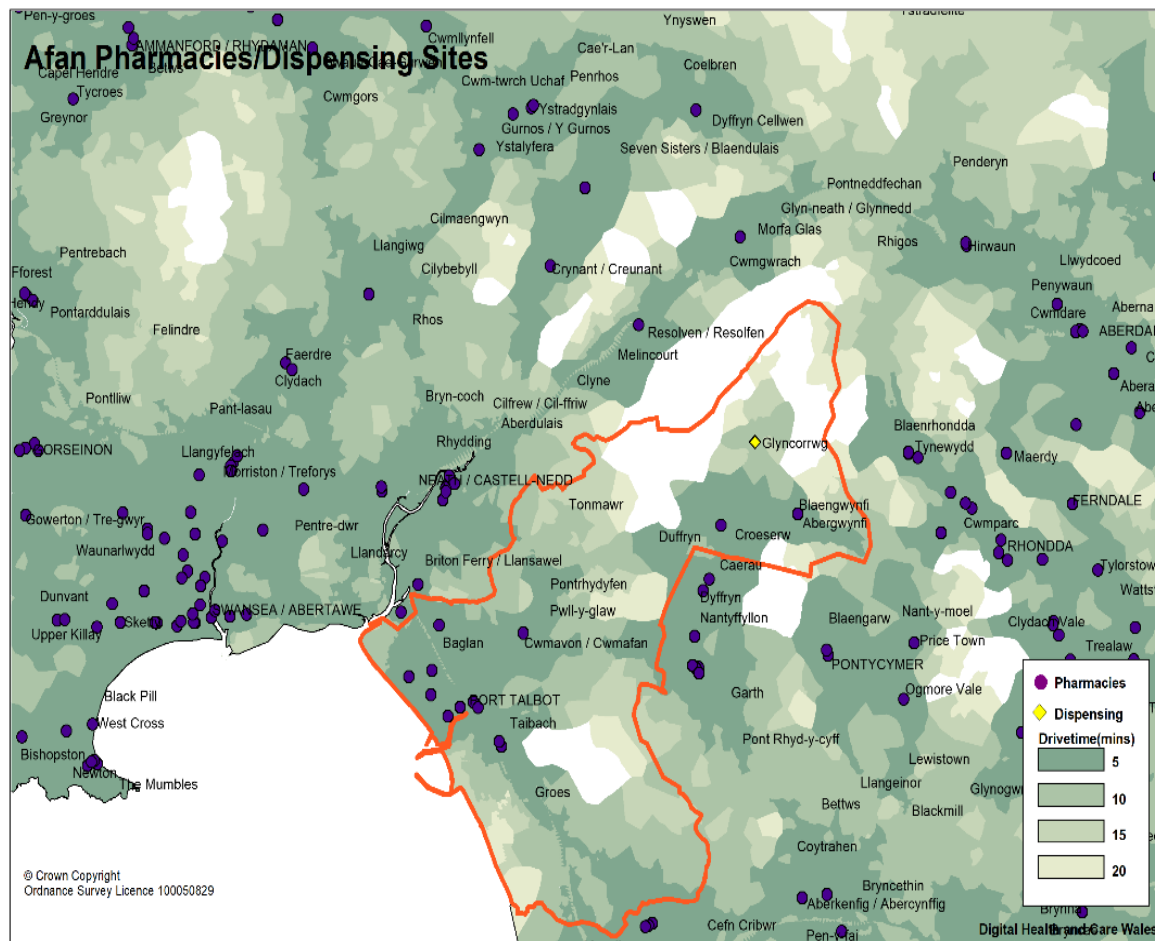 Pen-y-groes
Ynyswen
AMMANFORD / RHYDAMAN
Cwmllynfell
Afan Pharmacies/Dispensing Sites
Cae'r-Lan
Coelbren
Betws
Capel Hendre
Tycroes
Greynor
Cwmgors
Cwm-twrch Uchaf
Penrhos
Ystradgynlais
Gurnos / Y Gurnos
Dyffryn Cellwen
Ystalyfera
Seven Sisters / Blaendulais
Penderyn
Pontneddfechan
Cilmaengwyn
Glyn-neath / Glynnedd
Morfa Glas
Rhigos
Hirwaun
Pentrebach
Llangiwg
Cilybebyll
Crynant / Creunant
Cwmgwrach
Llwydcoed
Fforest
Hendy
Penywaun
Pontarddulais
Rhos
Cwmdare
Felindre
Resolven / Resolfen
Melincourt
Faerdre
Clydach
Clyne
Pontlliw
Pant-lasau
Bryn-coch
Cilfrew / Cil-ffriw
Aberdulais
Blaenrhondda
Tynewydd
Rhydding
Glyncorrwg
GORSEINON
Llangyfelach
Maerdy
Morriston / Treforys
NEATH / CASTELL-NEDD
Tonmawr
FERNDALE
Gowerton / Tre-gwyr
Pentre-dwr
Blaengwynfi
Abergwynfi
Cwmparc
Waunarlwydd
Llandarcy
Duffryn
Croeserw
RHONDDA
Briton Ferry / Llansawel
Caerau
Tylorstown
Pontrhydyfen
Dunvant
Dyffryn
SWANSEA / ABERTAWE
Pwll-y-glaw
Nant-y-moel
Nantyffyllon
Blaengarw
Clydach Vale
Upper Killay
Sketty
Baglan
Cwmavon / Cwmafan
Price Town
Trealaw
PONTYCYMER
Black Pill
PORT TALBOT
Garth
Ogmore Vale
West Cross
Taibach
Pont Rhyd-y-cyff
Bishopston
Newton
The Mumbles
Lewistown
Groes
Llangeinor
Bettws
Blackmill
Coytrahen
Bryncethin
Aberkenfig / Abercynffig
Cefn Cribwr
Pen-y-fai
Brynna
Pharmacies
Dispensing
Drivetime(mins)
5
10
15
20
© Crown Copyright
Ordnance Survey Licence 100050829
Digital Health and Care Wales